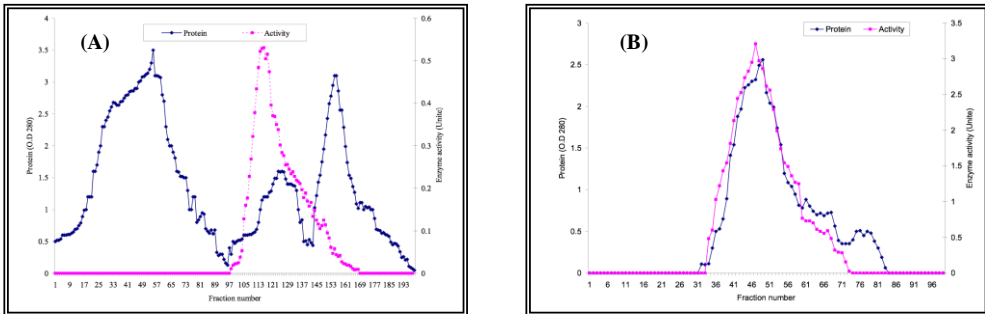 (A)
Protein Activity
Protein (O.D 280)
4
3.5
3
2.5
2
1.5
1
0.5
0
1 9 17 25 33 41 49 57 65 73 81 89 97 105 113 121 129 137 145 153 161 169 177 185 193
Fraction number
0.6
0.5
0.4
0.3
0.2
0.1
0.0
Enzyme activity (Unite)
(B)
Protein Activity
Protein (O.D 280)
3
2.5
2
1.5
1
0.5
0
1 6 11 16 21 26 31 36 41 46 51 56 61 66 71 76 81 86 91 96
Fraction number
3.5
3
2.5
2
1.5
1
0.5
0
Enzyme activity (Unite)